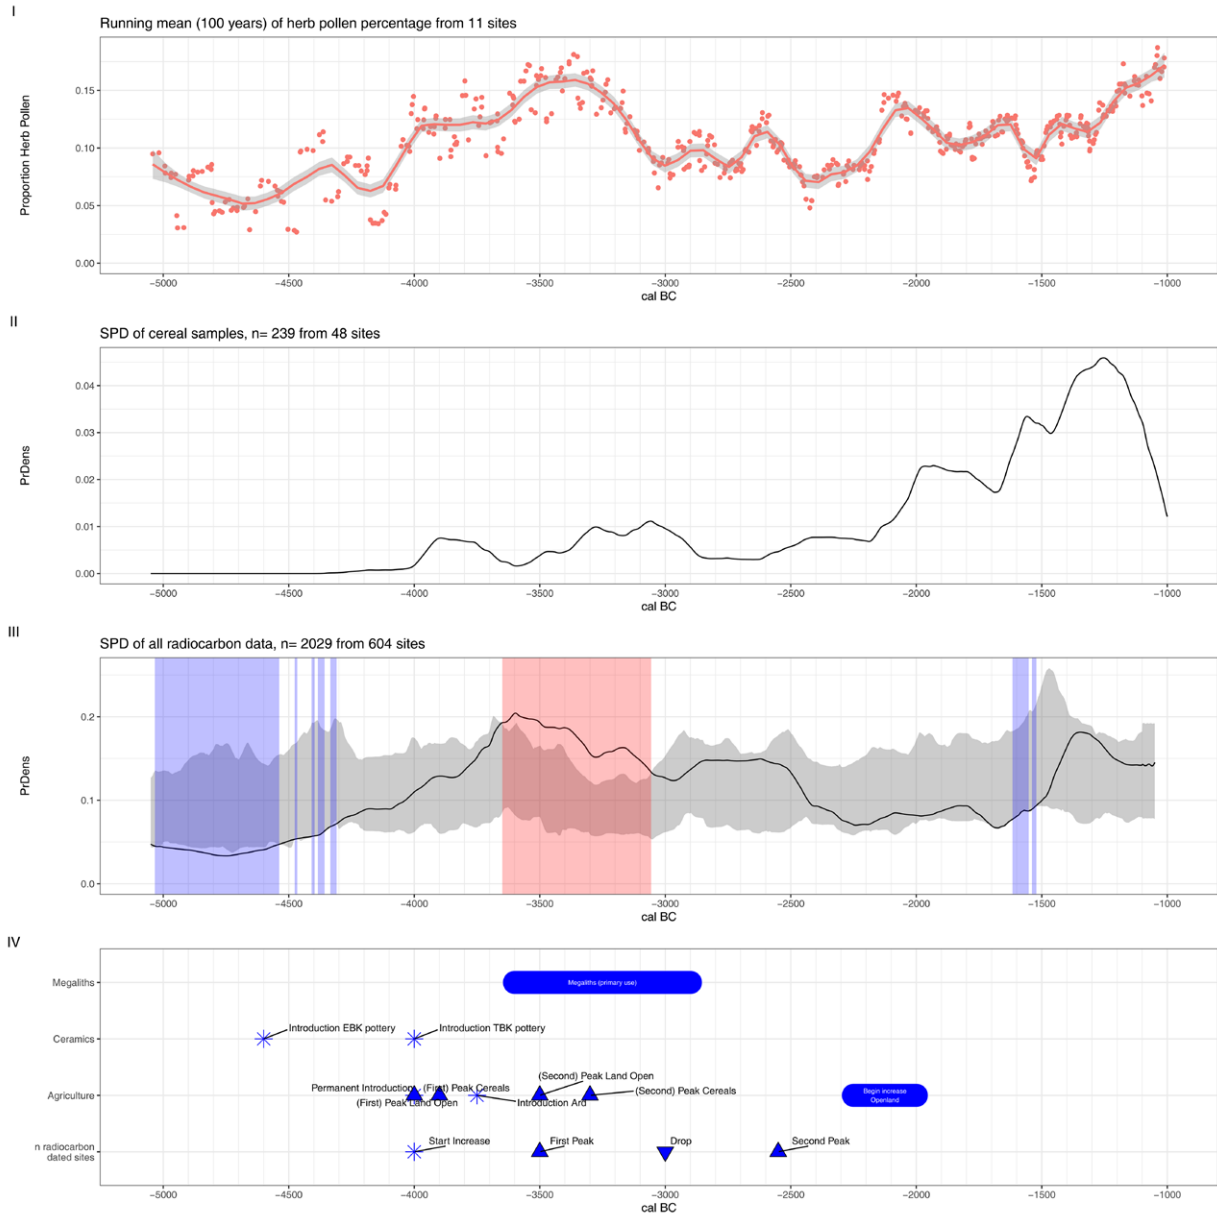 I
Running mean (100 years) of herb pollen percentage from 11 sites
Proportion Herb Pollen
0.15
0.10
0.05
0.00
−5000 −4500 −4000 −3500 −3000 −2500 −2000 −1500 −1000
cal BC
II
SPD of cereal samples, n= 239 from 48 sites
PrDens
0.04
0.03
0.02
0.01
0.00
−5000 −4500 −4000 −3500 −3000 −2500 −2000 −1500 −1000
cal BC
III
SPD of all radiocarbon data, n= 2029 from 604 sites
PrDens
0.2
0.1
0.0
−5000 −4500 −4000 −3500 −3000 −2500 −2000 −1500 −1000
cal BC
IV
Megaliths
Megaliths (primary use)
Ceramics
Introduction EBK pottery
Introduction TBK pottery
Agriculture
(Second) Peak Land Open
Permanent Introduction
(First) Peak Cereals
(Second) Peak Cereals
(First) Peak Land Open
Introduction Ard
Begin increase
Openland
n radiocarbon
dated sites
Start Increase
First Peak
Drop
Second Peak
−5000 −4500 −4000 −3500 −3000 −2500 −2000 −1500 −1000
cal BC